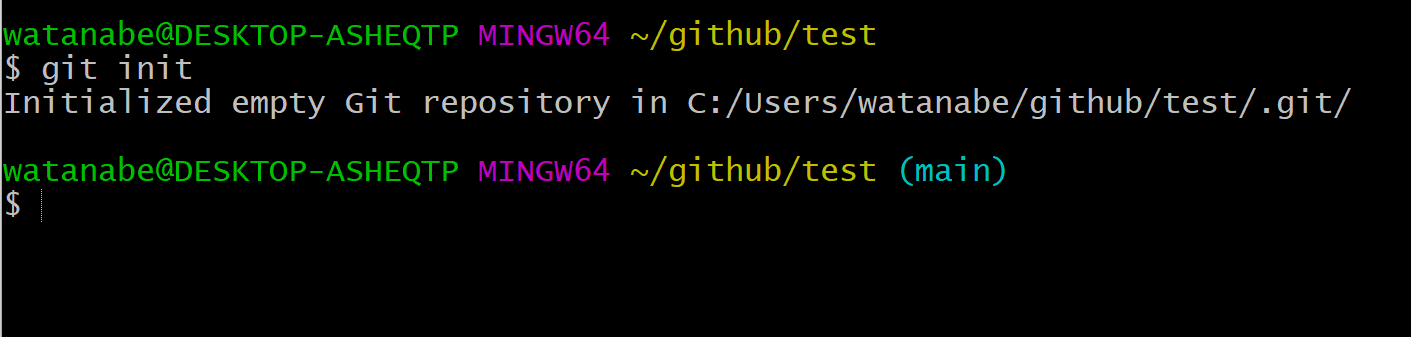 watanabe@DESKTOP-ASHEQTP MINGW64 ~/github/test
$ git init
Initialized empty Git repository in C:/Users/watanabe/github/test/.git/
watanabe@DESKTOP-ASHEQTP MINGW64 ~/github/test (main)
$